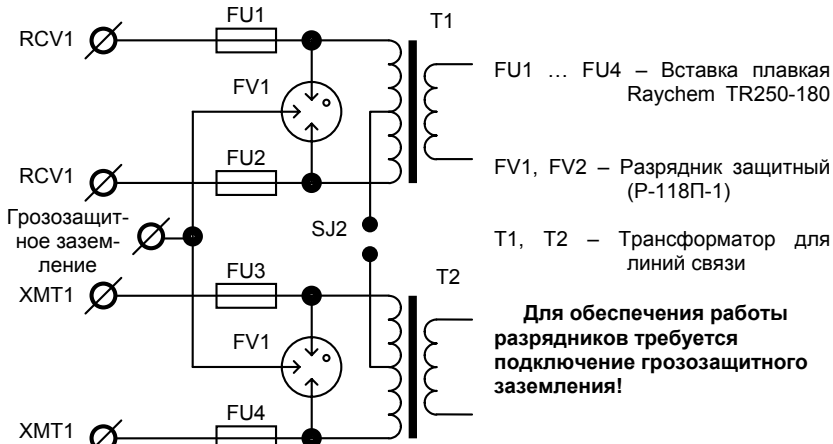 FU1
T1
RCV1
FV1
FU2
RCV1
Грозозащит-
ное зазем-
ление
SJ2
FU3
T2
XMT1
FV1
FU4
XMT1
FU1 … FU4 – Вставка плавкая
Raychem TR250-180
FV1, FV2 – Разрядник защитный
(Р-118П-1)
Т1, Т2 – Трансформатор для
линий связи
Для обеспечения работы
разрядников требуется
подключение грозозащитного
заземления!